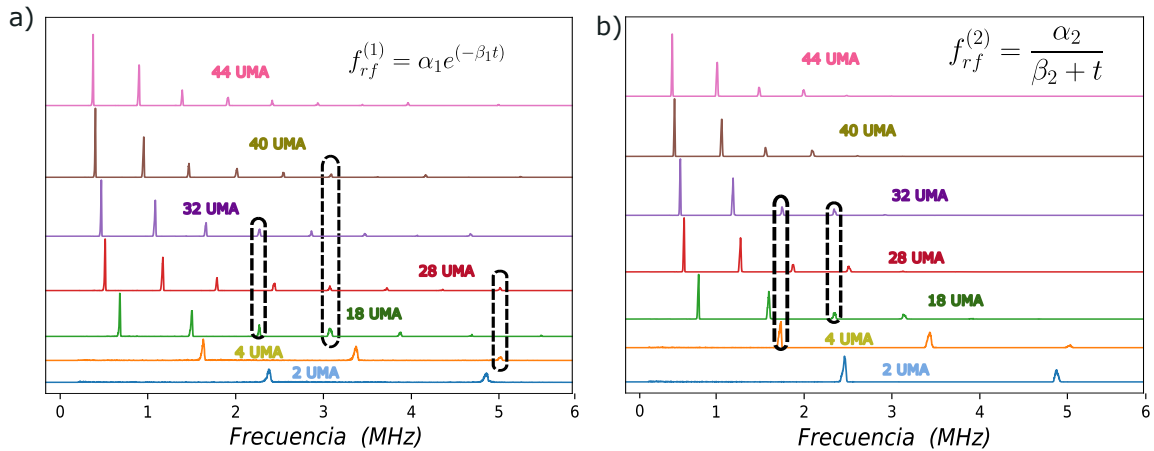 a)
f_{rf}^{(1)} = α_1 e^{(-β_1 t)}
44 UMA
40 UMA
32 UMA
28 UMA
18 UMA
4 UMA
2 UMA
0 1 2 3 4 5 6
Frecuencia (MHz)
b)
f_{rf}^{(2)} = \frac{α_2}{β_2 + t}
44 UMA
40 UMA
32 UMA
28 UMA
18 UMA
4 UMA
2 UMA
0 1 2 3 4 5 6
Frecuencia (MHz)